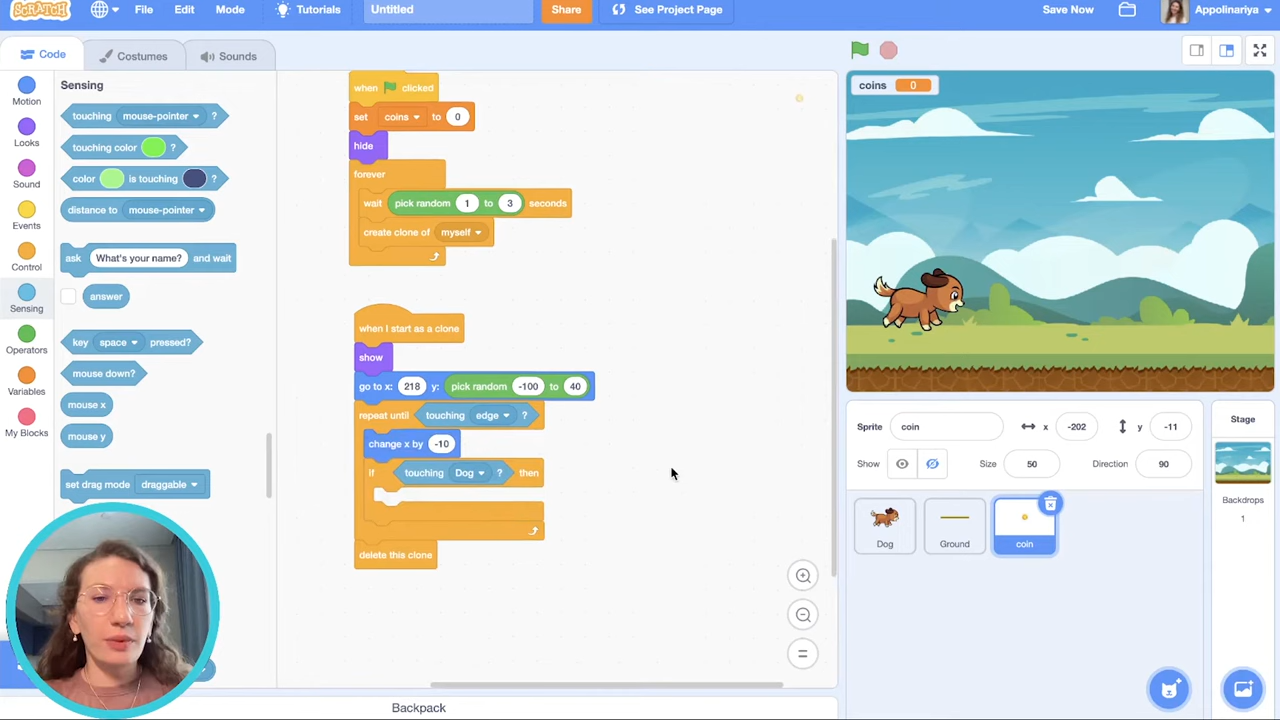 SCRATCH
File
Edit
Mode
Tutorials
Untitled
Share
See Project Page
Save Now
Appolinariya
Code
Costumes
Sounds
Motion
Looks
Sound
Events
Control
Sensing
Operators
Variables
My Blocks
Sensing
touching mouse-pointer ?
touching color ?
color is touching ?
distance to mouse-pointer
ask What's your name? and wait
answer
key space pressed?
mouse down?
mouse x
mouse y
set drag mode draggable
when clicked
set coins to 0
hide
forever
wait pick random 1 to 3 seconds
create clone of myself
when I start as a clone
show
go to x: 218 y: pick random -100 to 40
repeat until touching edge ?
change x by -10
if touching Dog ? then
delete this clone
coins 0
Sprite coin x -202 y -11
Show Size 50 Direction 90
Dog
Ground
coin
Stage
Backdrops
1
Backpack